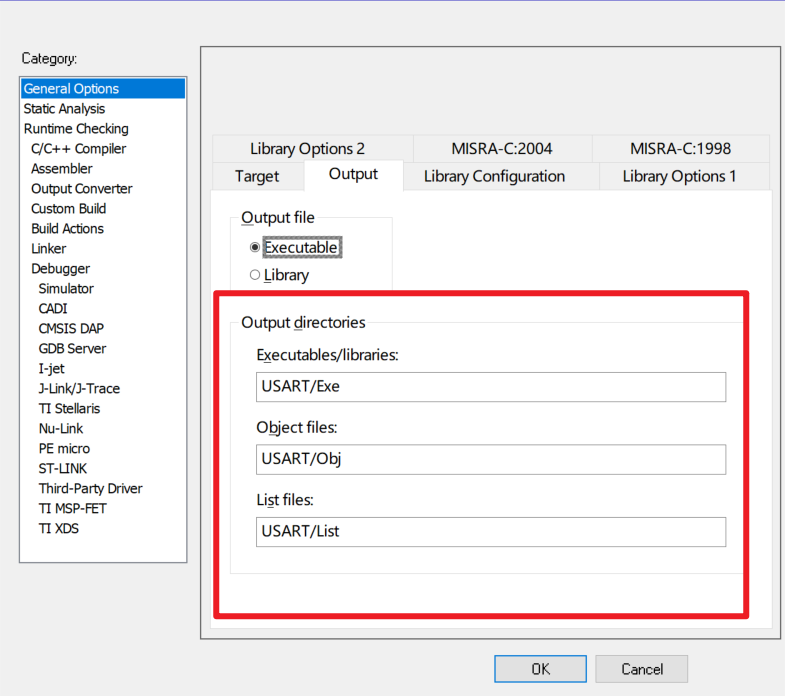 Category:
General Options
Static Analysis
Runtime Checking
C/C++ Compiler
Assembler
Output Converter
Custom Build
Build Actions
Linker
Debugger
Simulator
CADI
CMSIS DAP
GDB Server
I-jet
J-Link/J-Trace
TI Stellaris
Nu-Link
PE micro
ST-LINK
Third-Party Driver
TI MSP-FET
TI XDS
Library Options 2 MISRA-C:2004 MISRA-C:1998
Target Output Library Configuration Library Options 1
Output file
Executable
Library
Output directories
Executables/libraries:
USART/Exe
Object files:
USART/Obj
List files:
USART/List
OK Cancel